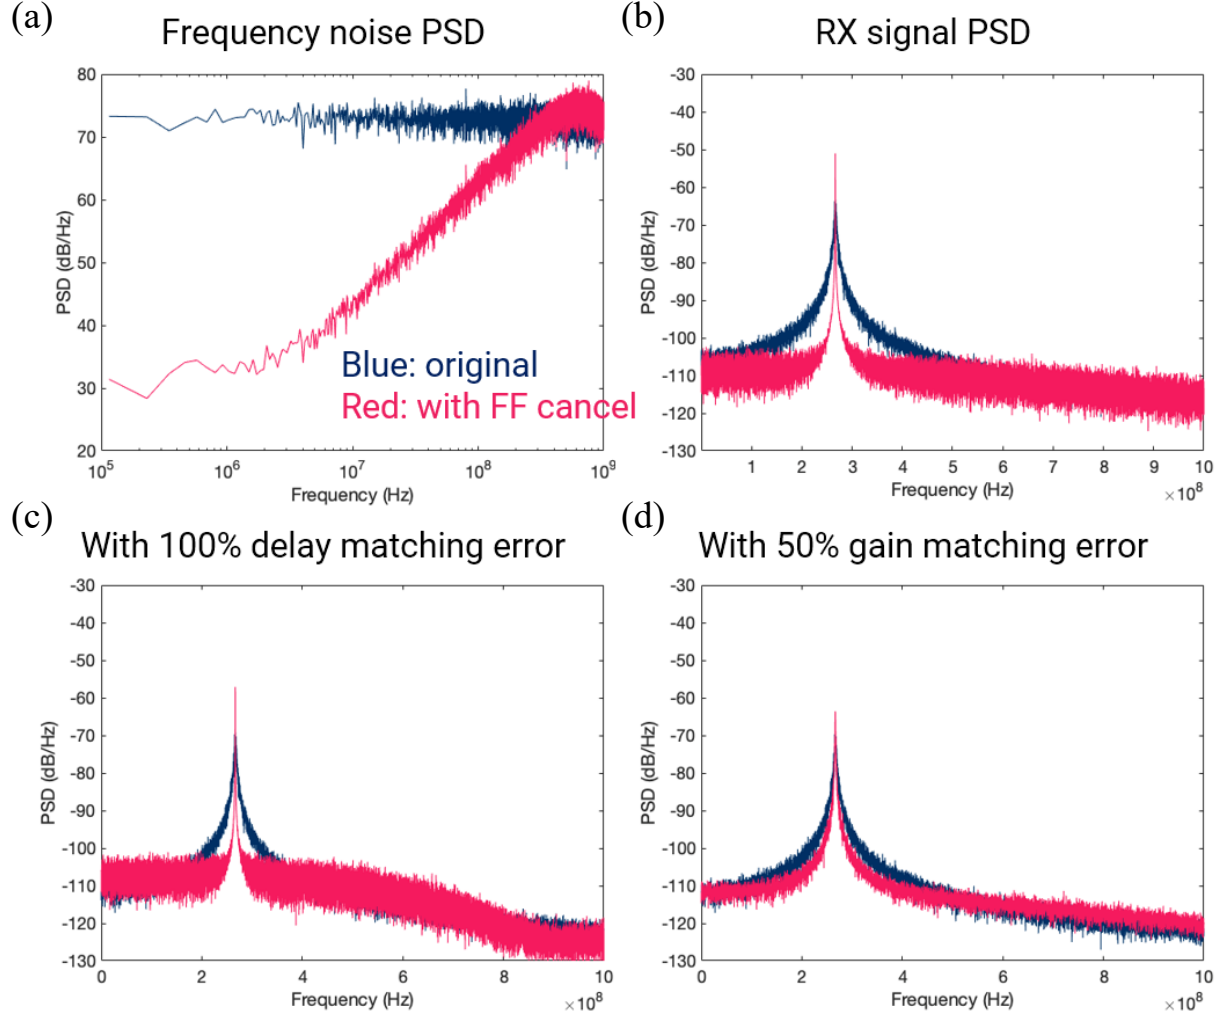 (a)
Frequency noise PSD
80
70
60
50
40
30
20
PSD (dB/Hz)
Blue: original
Red: with FF cancel
10^5
10^6
10^7
10^8
10^9
Frequency (Hz)
(b)
RX signal PSD
-30
-40
-50
-60
-70
-80
-90
-100
-110
-120
-130
PSD (dB/Hz)
1 2 3 4 5 6 7 8 9 10
Frequency (Hz)
×10^8
(c)
With 100% delay matching error
-30
-40
-50
-60
-70
-80
-90
-100
-110
-120
-130
PSD (dB/Hz)
0 2 4 6 8 10
Frequency (Hz)
×10^8
(d)
With 50% gain matching error
-30
-40
-50
-60
-70
-80
-90
-100
-110
-120
-130
PSD (dB/Hz)
0 2 4 6 8 10
Frequency (Hz)
×10^8